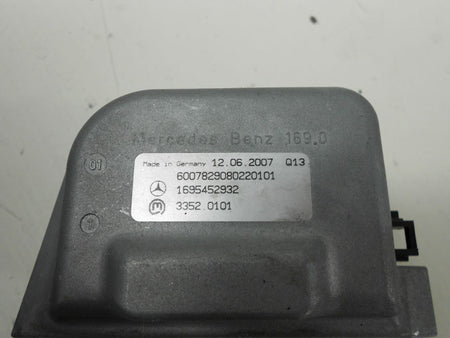 Mercedes Benz 169.0
01
Made in Germany 12.06.2007 Q13
6007829080220101
1695452932
3352.0101